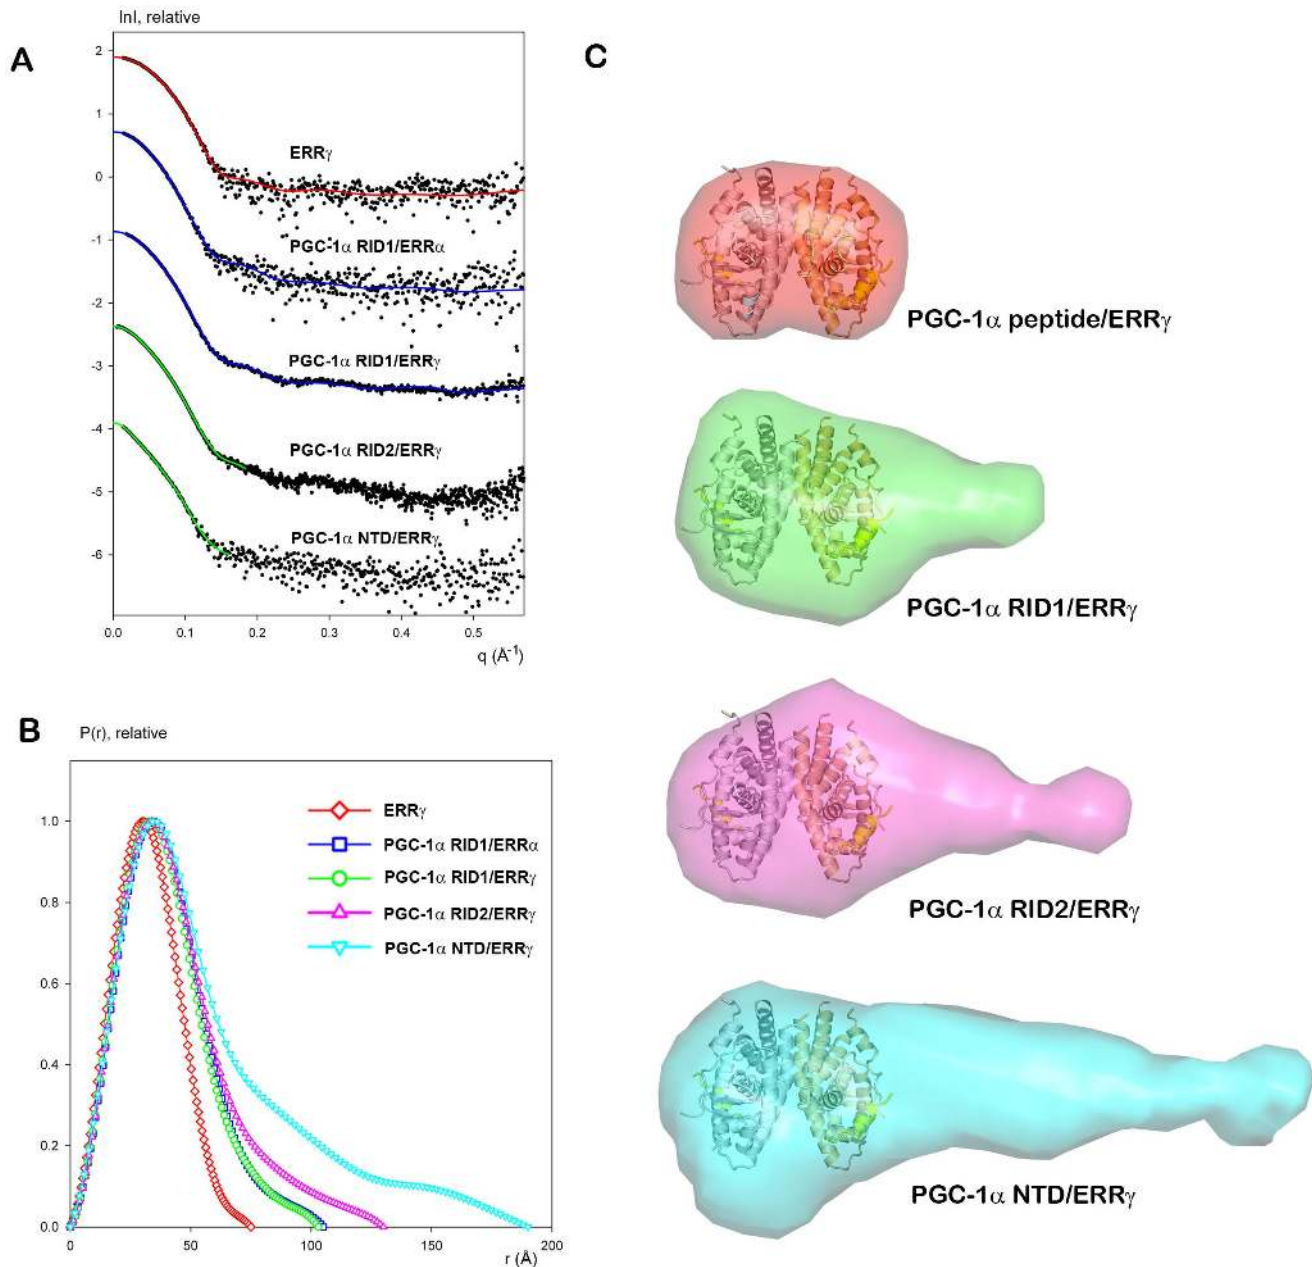 A
lnI, relative
2
1
0
-1
-2
-3
-4
-5
-6
ERRγ
PGC-1α RID1/ERRα
PGC-1α RID1/ERRγ
PGC-1α RID2/ERRγ
PGC-1α NTD/ERRγ
0.0 0.1 0.2 0.3 0.4 0.5
q (Å⁻¹)
B
P(r), relative
1.0
0.8
0.6
0.4
0.2
0.0
ERRγ
PGC-1α RID1/ERRα
PGC-1α RID1/ERRγ
PGC-1α RID2/ERRγ
PGC-1α NTD/ERRγ
0 50 100 150 200
r (Å)
C
PGC-1α peptide/ERRγ
PGC-1α RID1/ERRγ
PGC-1α RID2/ERRγ
PGC-1α NTD/ERRγ